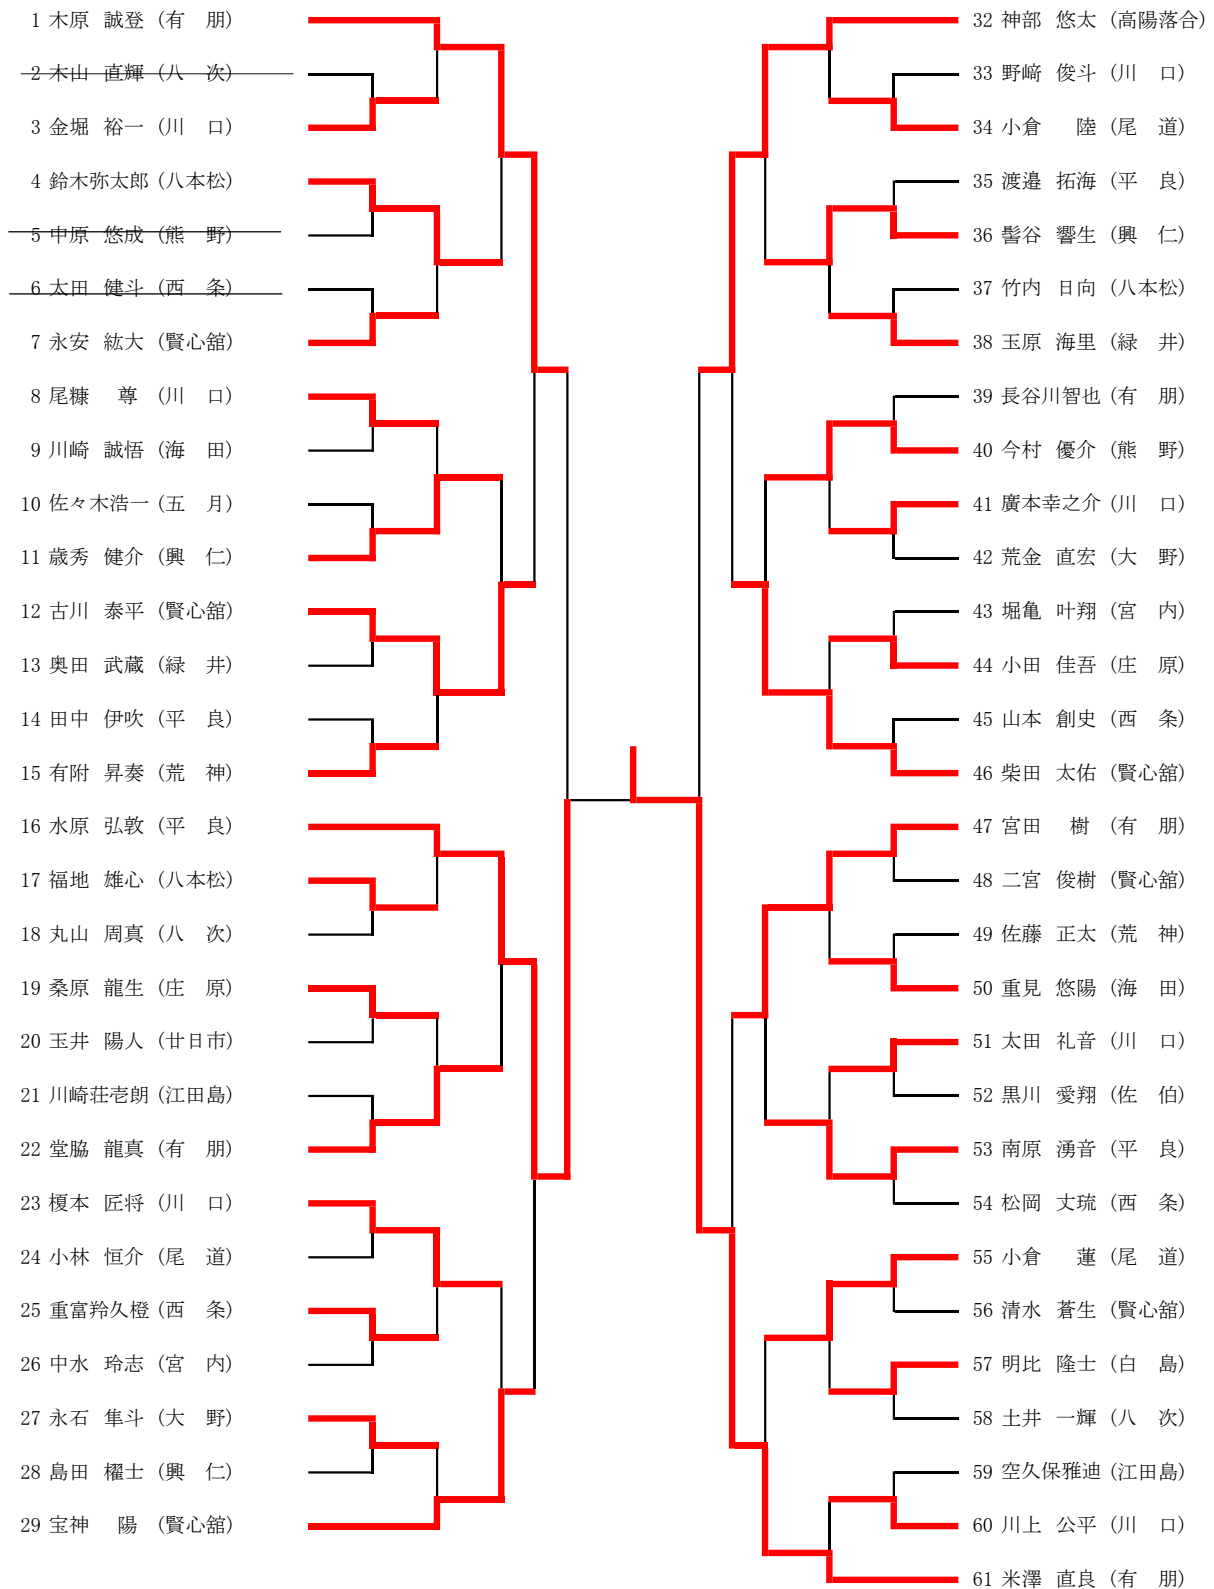 1 木原 誠登 (有 朋)
2 木山 直輝 (八 次)
3 金堀 裕一 (川 口)
4 鈴木弥太郎 (八本松)
5 中原 悠成 (熊 野)
6 太田 健斗 (西 条)
7 永安 紘大 (賢心舘)
8 尾糠 尊 (川 口)
9 川崎 誠悟 (海 田)
10 佐々木浩一 (五 月)
11 歳秀 健介 (興 仁)
12 古川 泰平 (賢心舘)
13 奥田 武蔵 (緑 井)
14 田中 伊吹 (平 良)
15 有附 昇奏 (荒 神)
16 水原 弘敦 (平 良)
17 福地 雄心 (八本松)
18 丸山 周真 (八 次)
19 桑原 龍生 (庄 原)
20 玉井 陽人 (廿日市)
21 川崎荘壱朗 (江田島)
22 堂脇 龍真 (有 朋)
23 榎本 匠将 (川 口)
24 小林 恒介 (尾 道)
25 重富羚久橙 (西 条)
26 中水 玲志 (宮 内)
27 永石 隼斗 (大 野)
28 島田 櫂士 (興 仁)
29 宝神 陽 (賢心舘)
32 神部 悠太 (高陽落合)
33 野﨑 俊斗 (川 口)
34 小倉 陸 (尾 道)
35 渡邉 拓海 (平 良)
36 髻谷 響生 (興 仁)
37 竹内 日向 (八本松)
38 玉原 海里 (緑 井)
39 長谷川智也 (有 朋)
40 今村 優介 (熊 野)
41 廣本幸之介 (川 口)
42 荒金 直宏 (大 野)
43 堀亀 叶翔 (宮 内)
44 小田 佳吾 (庄 原)
45 山本 創史 (西 条)
46 柴田 太佑 (賢心舘)
47 宮田 樹 (有 朋)
48 二宮 俊樹 (賢心舘)
49 佐藤 正太 (荒 神)
50 重見 悠陽 (海 田)
51 太田 礼音 (川 口)
52 黒川 愛翔 (佐 伯)
53 南原 湧音 (平 良)
54 松岡 丈琉 (西 条)
55 小倉 蓮 (尾 道)
56 清水 蒼生 (賢心舘)
57 明比 隆士 (白 島)
58 土井 一輝 (八 次)
59 空久保雅迪 (江田島)
60 川上 公平 (川 口)
61 米澤 直良 (有 朋)